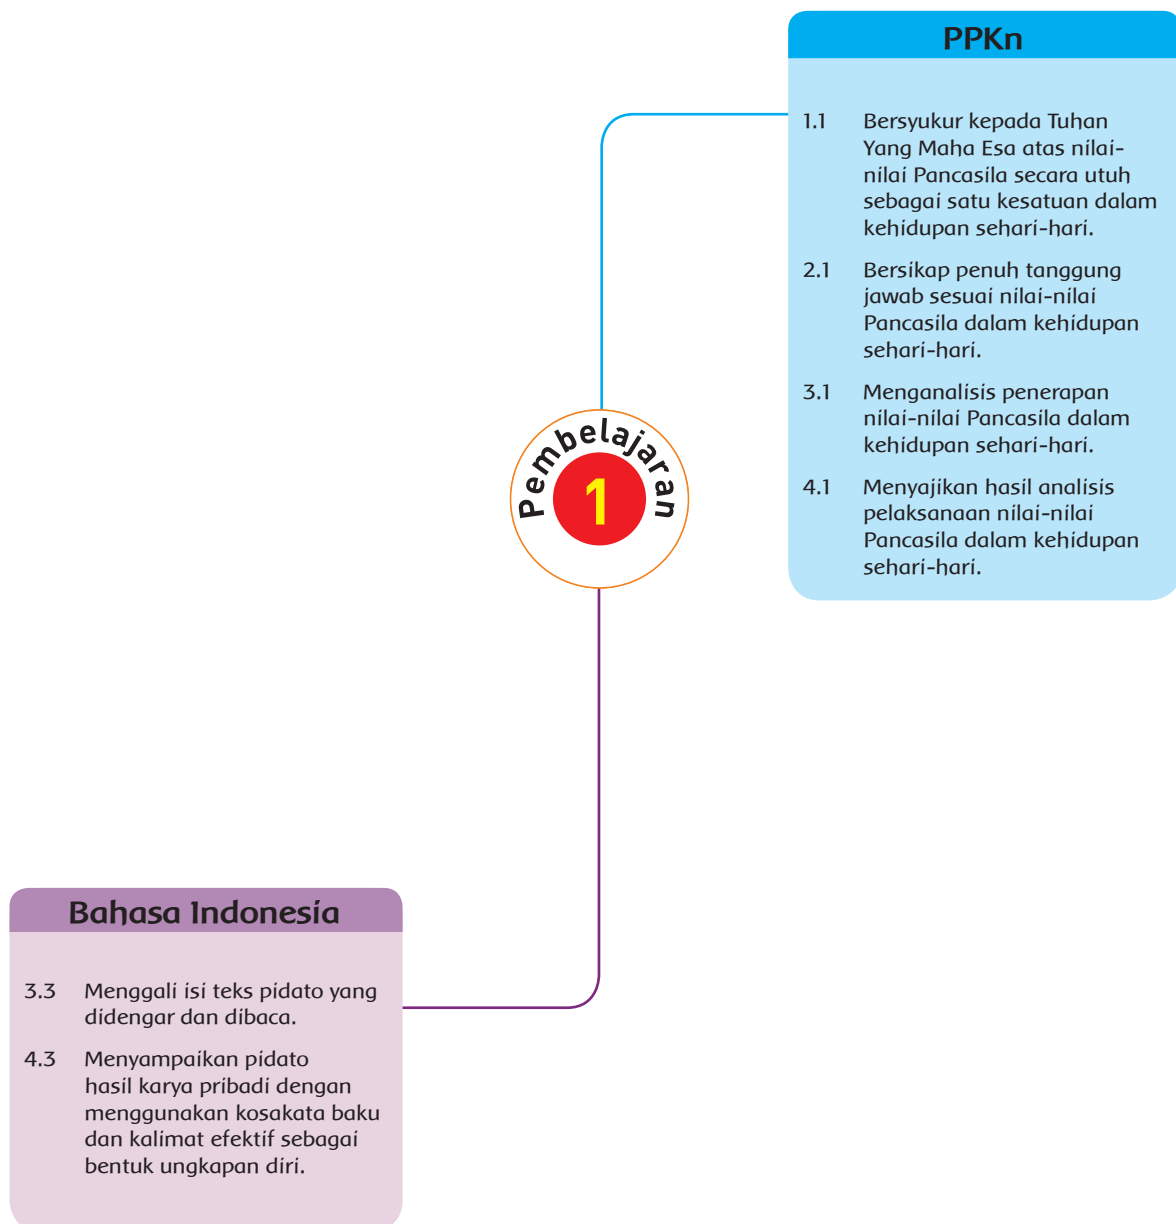 PPKn
1.1 Bersyukur kepada Tuhan
Yang Maha Esa atas nilai-
nilai Pancasila secara utuh
sebagai satu kesatuan dalam
kehidupan sehari-hari.
2.1 Bersikap penuh tanggung
jawab sesuai nilai-nilai
Pancasila dalam kehidupan
sehari-hari.
3.1 Menganalisis penerapan
nilai-nilai Pancasila dalam
kehidupan sehari-hari.
4.1 Menyajikan hasil analisis
pelaksanaan nilai-nilai
Pancasila dalam kehidupan
sehari-hari.
Pembelajaran
1
Bahasa Indonesia
3.3 Menggali isi teks pidato yang
didengar dan dibaca.
4.3 Menyampaikan pidato
hasil karya pribadi dengan
menggunakan kosakata baku
dan kalimat efektif sebagai
bentuk ungkapan diri.